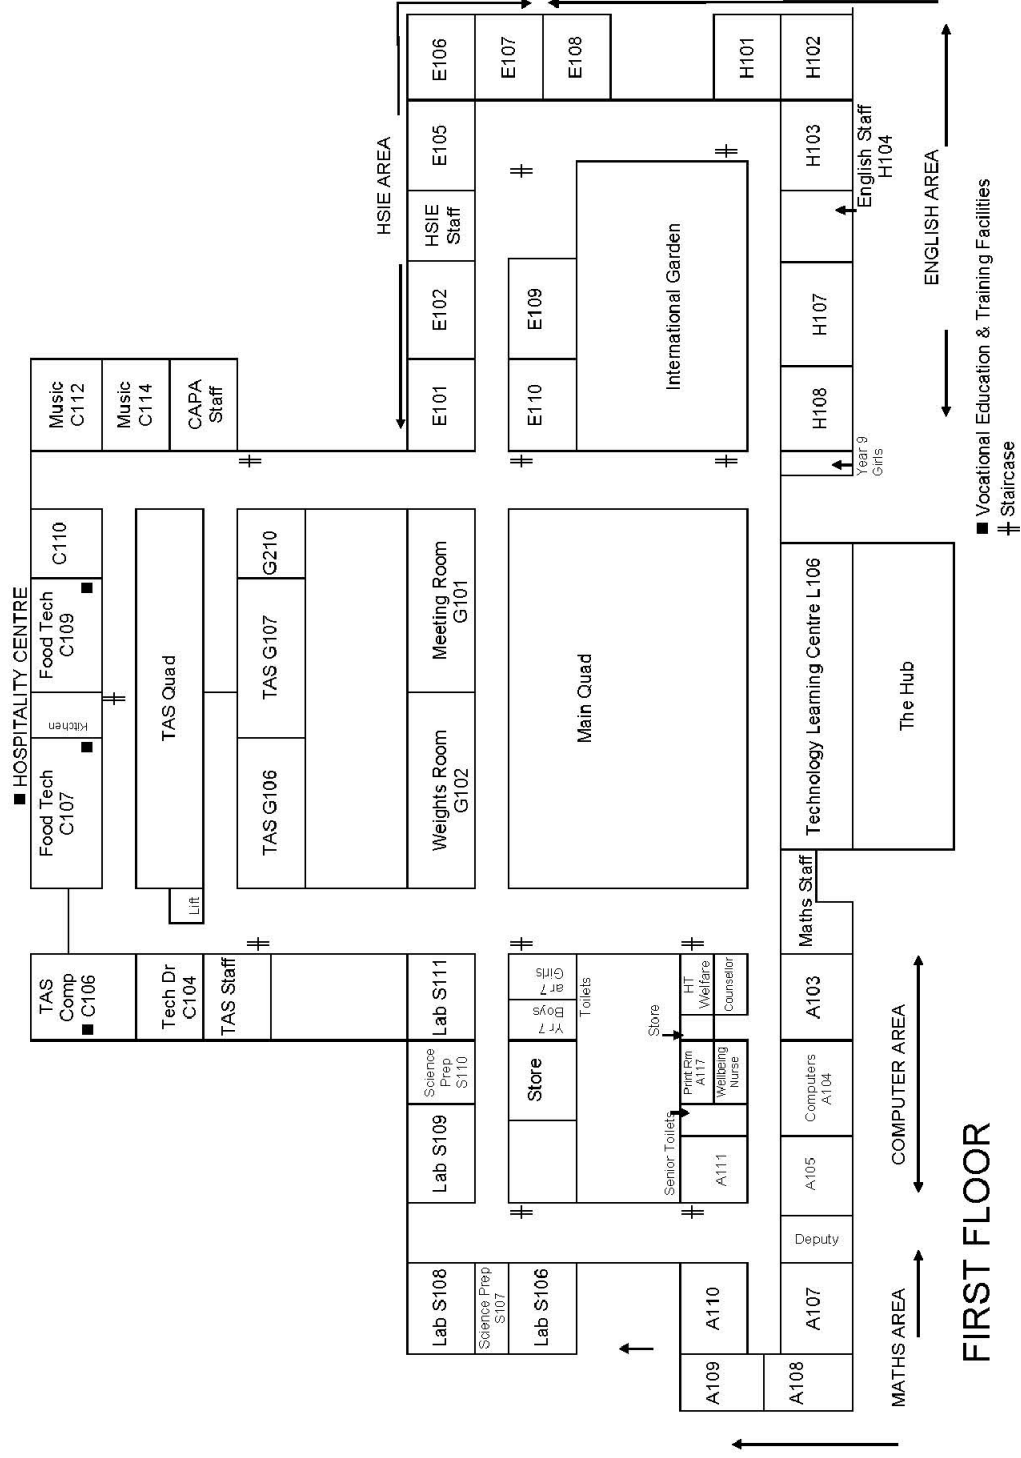 ■ HOSPITALITY CENTRE
TAS
Comp
■ C106
Food Tech
C107
Kitchen
Food Tech
C109
C110
Music
C112
Tech Dr
C104
TAS Quad
Music
C114
Lift
TAS Staff
CAPA
Staff
TAS G106
TAS G107
G210
HSIE AREA
Lab S108
Lab S109
Science
Prep
S110
Lab S111
Weights Room
G102
Meeting Room
G101
E101
E102
HSIE
Staff
E105
E106
Science Prep
S107
E107
Lab S106
Store
Yr 7
Boys
ar 7
Girls
Toilets
Main Quad
E110
E109
E108
Store
International Garden
Senior Toilets
A109
A110
A111
Print Rm
A117
Wellbeing
Nurse
HT
Welfare
Counsellor
H101
A108
A107
Deputy
A105
Computers
A104
A103
Maths Staff
Technology Learning Centre L106
H108
H107
H103
H102
Year 9
Girls
English Staff
H104
MATHS AREA
COMPUTER AREA
The Hub
ENGLISH AREA
FIRST FLOOR
■ Vocational Education & Training Facilities
Staircase